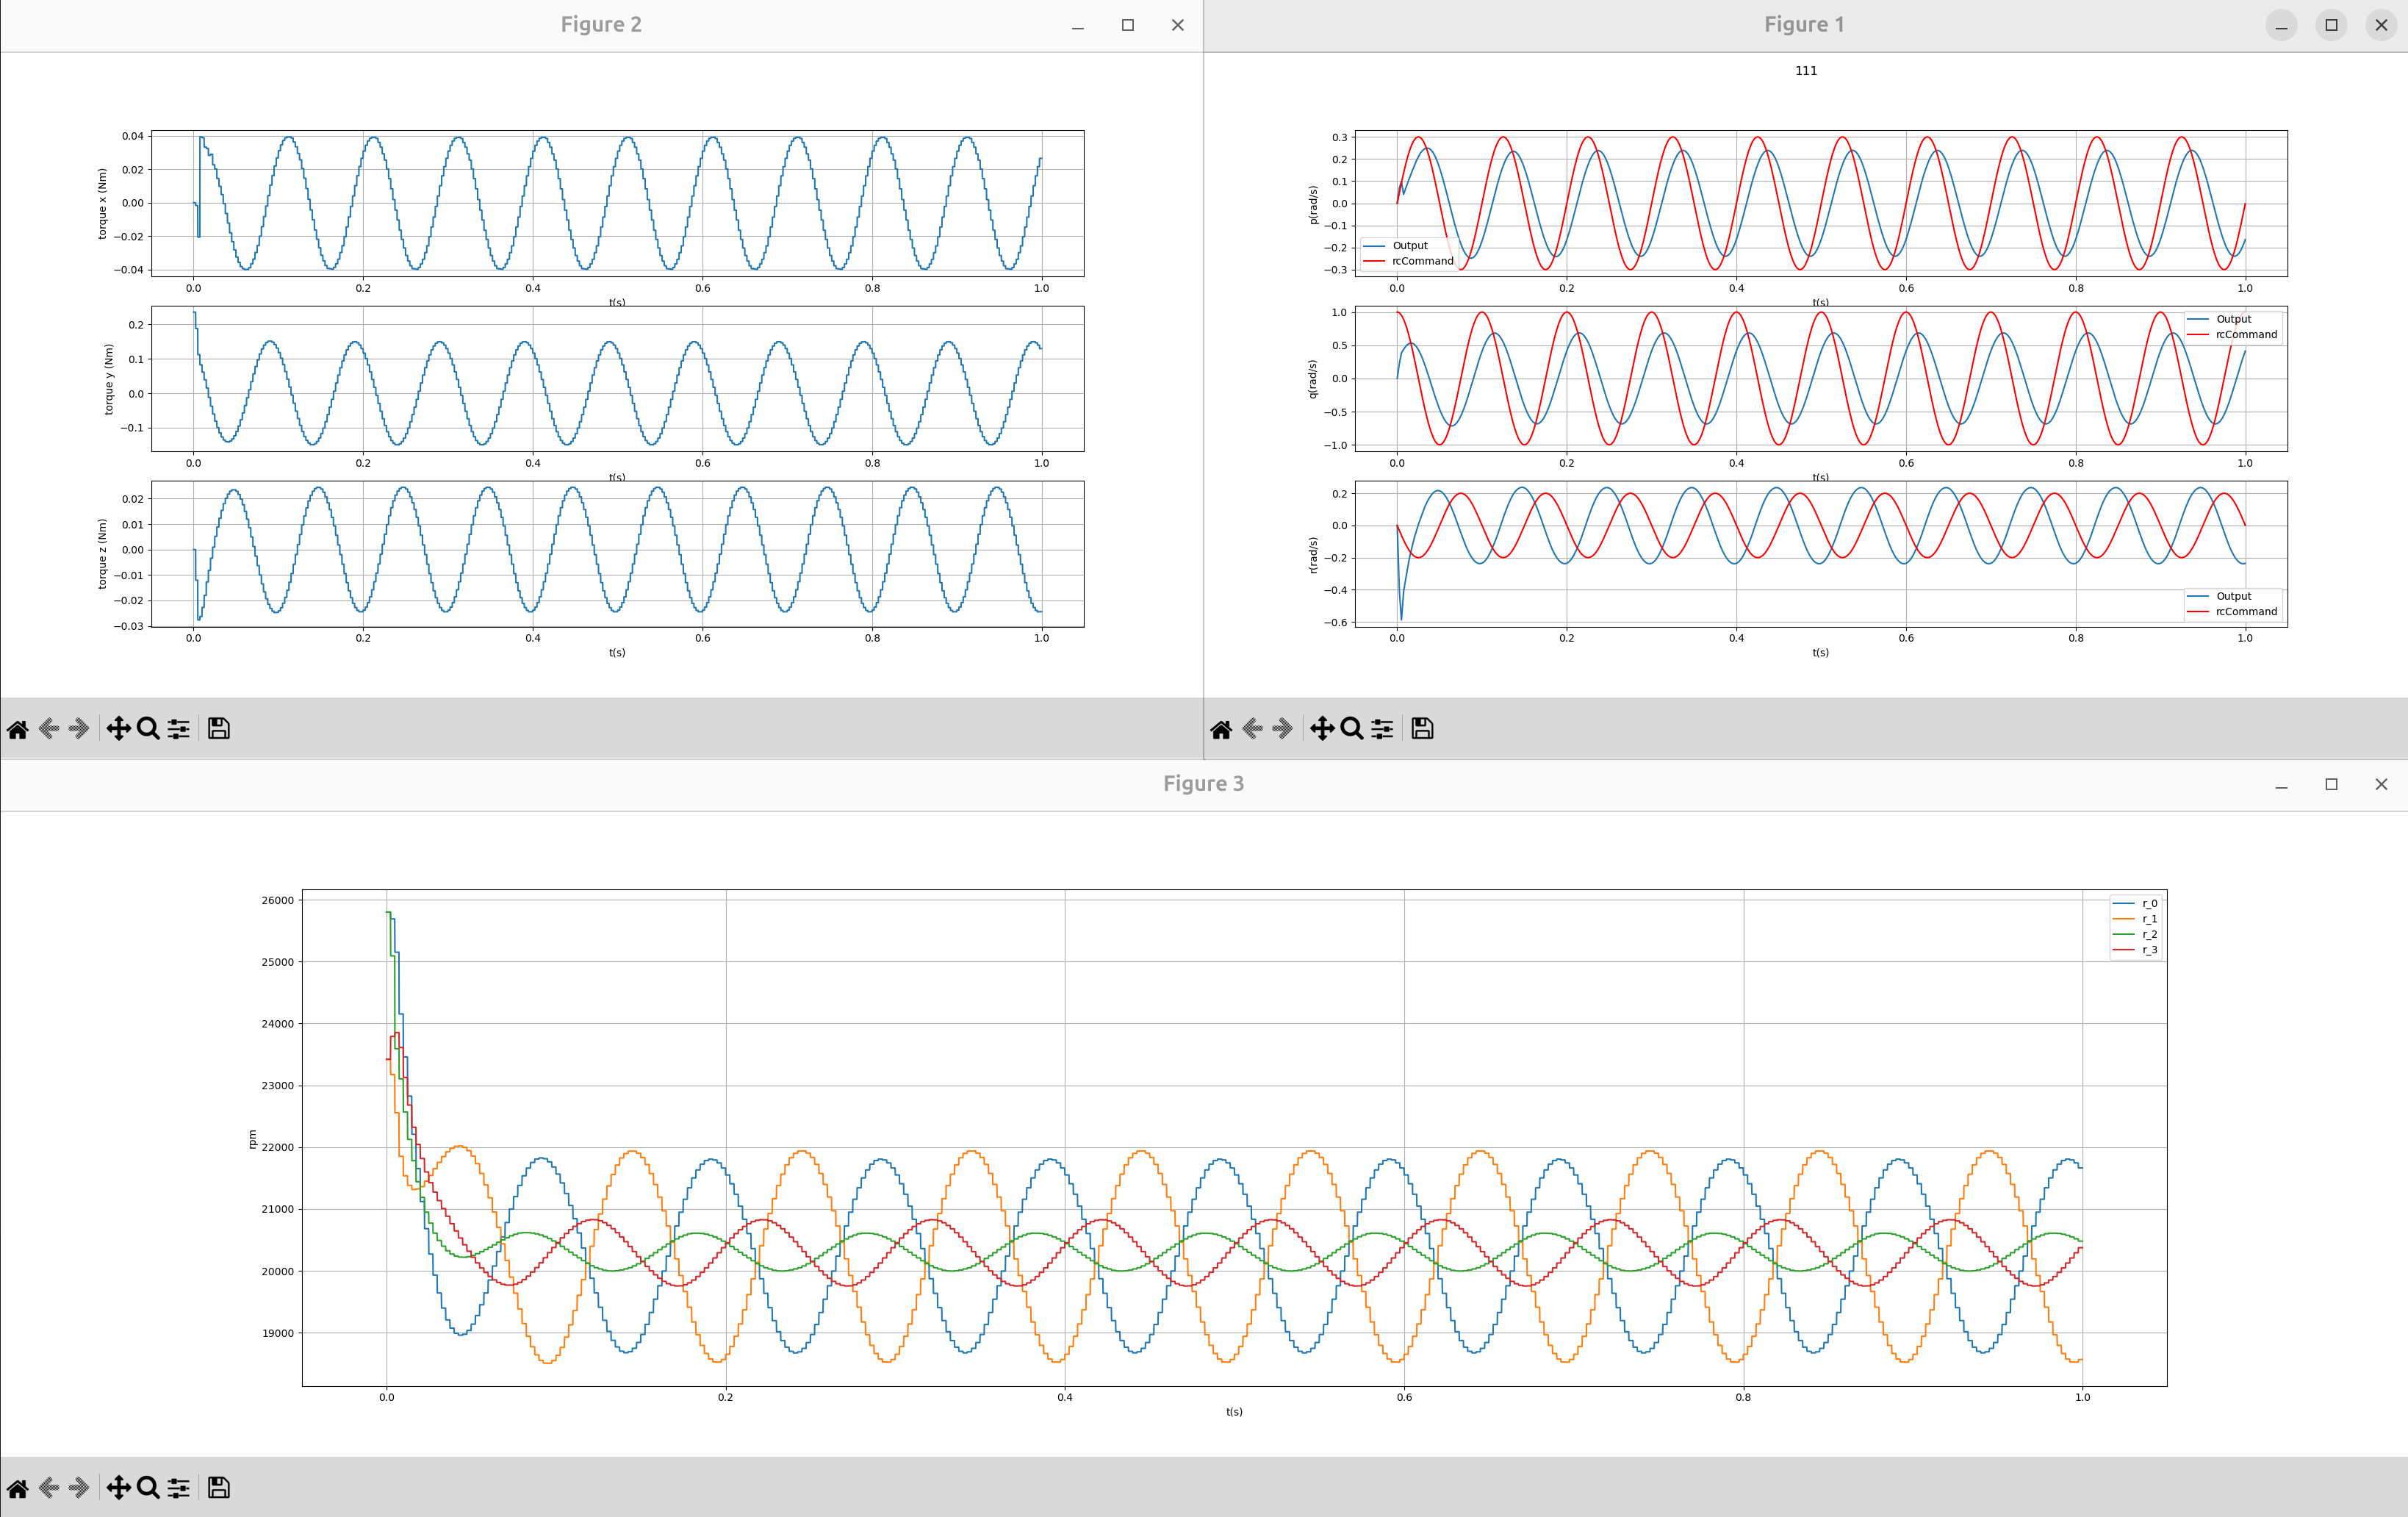 Figure 2
0.04
0.02
0.00
−0.02
−0.04
torque x (Nm)
0.0 0.2 0.4 0.6 0.8 1.0
t(s)
0.2
0.1
0.0
−0.1
torque y (Nm)
0.0 0.2 0.4 0.6 0.8 1.0
t(s)
0.02
0.01
0.00
−0.01
−0.02
−0.03
torque z (Nm)
0.0 0.2 0.4 0.6 0.8 1.0
t(s)
Figure 1
111
0.3
0.2
0.1
0.0
−0.1
−0.2
−0.3
p(rad/s)
Output
rcCommand
0.0 0.2 0.4 0.6 0.8 1.0
t(s)
1.0
0.5
0.0
−0.5
−1.0
q(rad/s)
Output
rcCommand
0.0 0.2 0.4 0.6 0.8 1.0
t(s)
0.2
0.0
−0.2
−0.4
−0.6
r(rad/s)
Output
rcCommand
0.0 0.2 0.4 0.6 0.8 1.0
t(s)
Figure 3
26000
25000
24000
23000
22000
21000
20000
19000
rpm
r_0
r_1
r_2
r_3
0.0 0.2 0.4 0.6 0.8 1.0
t(s)